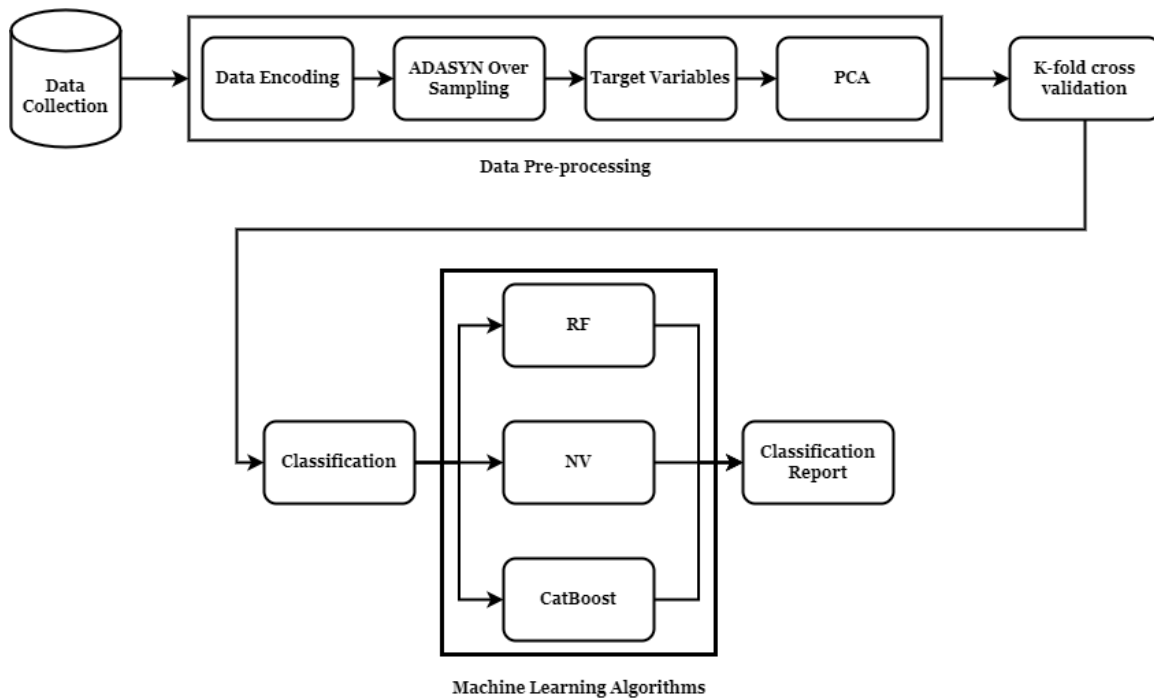 Data
Collection
Data Encoding
ADASYN Over
Sampling
Target Variables
PCA
K-fold cross
validation
Data Pre-processing
RF
Classification
NV
Classification
Report
CatBoost
Machine Learning Algorithms